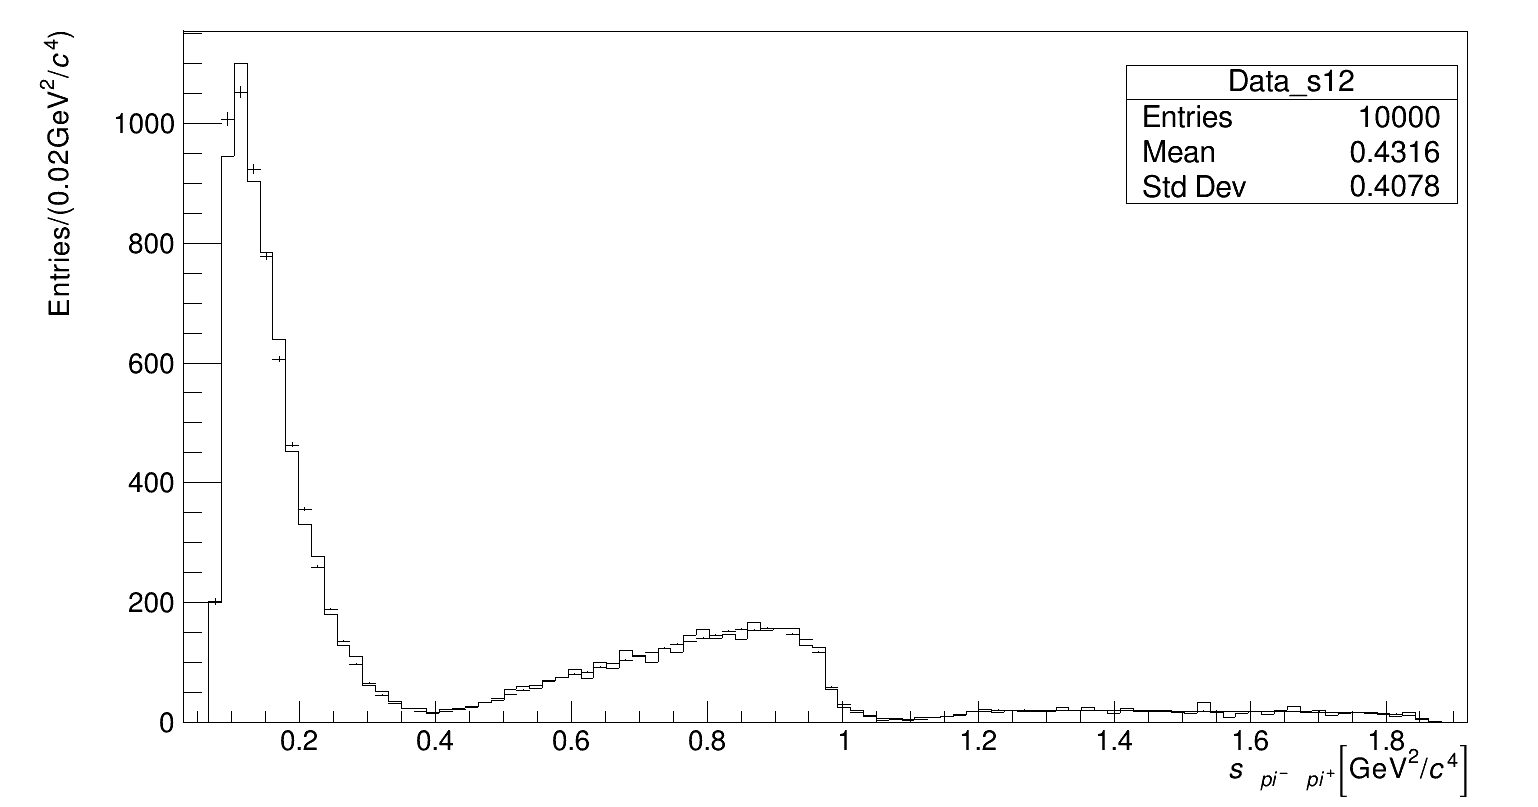 Entries/(0.02GeV²/c⁴)
1000
800
600
400
200
0
Data_s12
Entries 10000
Mean 0.4316
Std Dev 0.4078
0.2 0.4 0.6 0.8 1 1.2 1.4 1.6 1.8
s pi⁻ pi⁺[GeV²/c⁴]